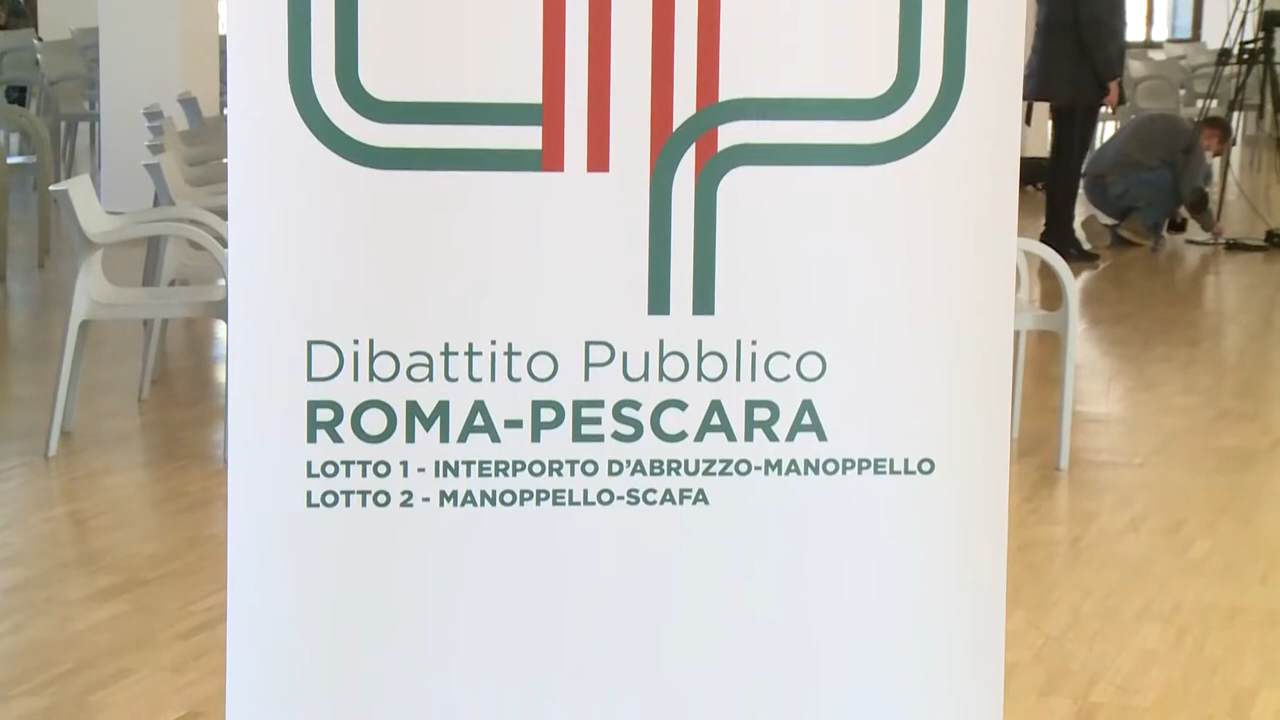 Dibattito Pubblico
ROMA-PESCARA
LOTTO 1 - INTERPORTO D'ABRUZZO-MANOPPELLO
LOTTO 2 - MANOPPELLO-SCAFA